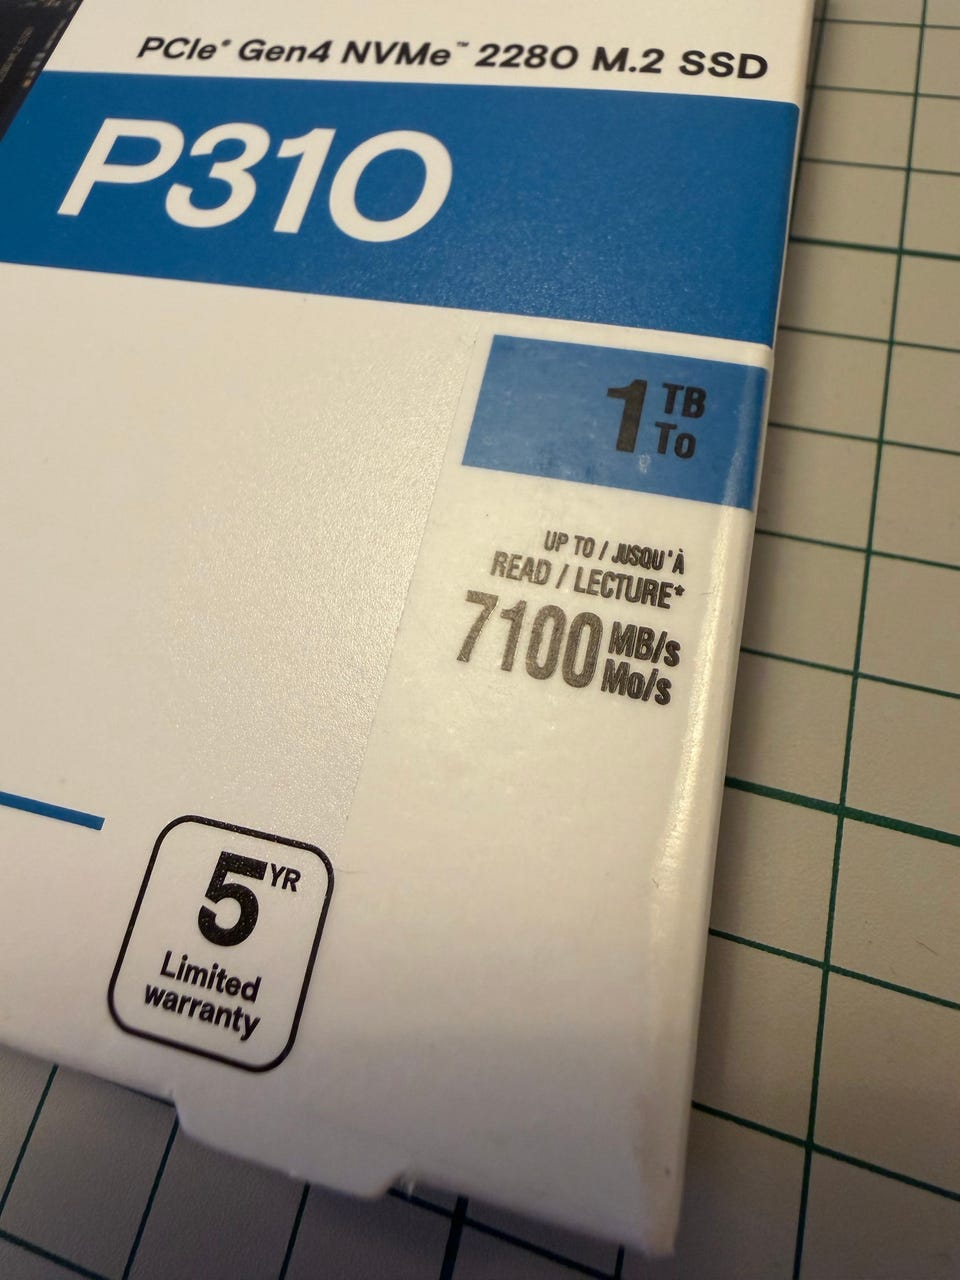 PCIe® Gen4 NVMe™ 2280 M.2 SSD
P310
1 TB
To
UP TO / JUSQU'À
READ / LECTURE*
7100 MB/s
Mo/s
5 YR
Limited
warranty